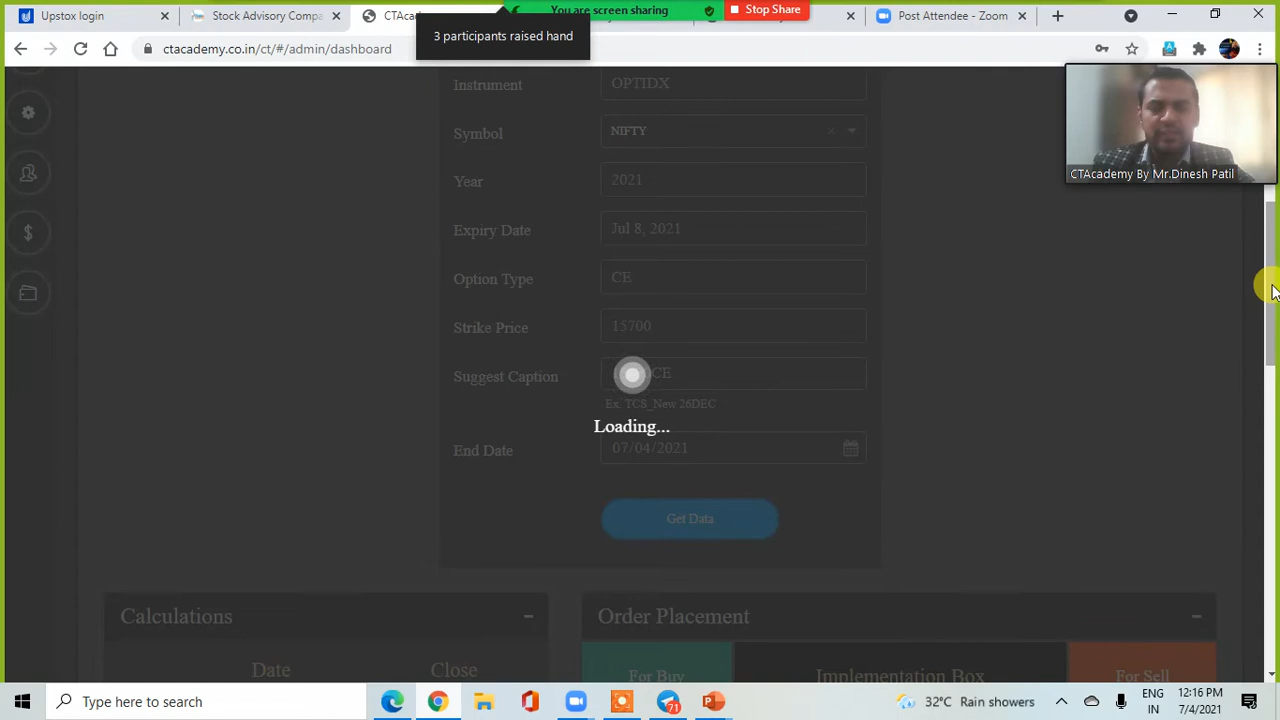 Upstox login
Stock Advisory Compa
CTAca
You are screen sharing
Stop Share
Post Attendee - Zoom
3 participants raised hand
ctacademy.co.in/ct/#/admin/dashboard
CTAcademy By Mr.Dinesh Patil
Instrument OPTIDX
Symbol NIFTY
Year 2021
Expiry Date Jul 8, 2021
Option Type CE
Strike Price 15700
Suggest Caption CE
Ex: TCS_New 26DEC
Loading...
End Date 07/04/2021
Get Data
Calculations
Order Placement
Date Close
For Buy Implementation Box For Sell
Type here to search
71
32°C Rain showers
ENG
IN
12:16 PM
7/4/2021